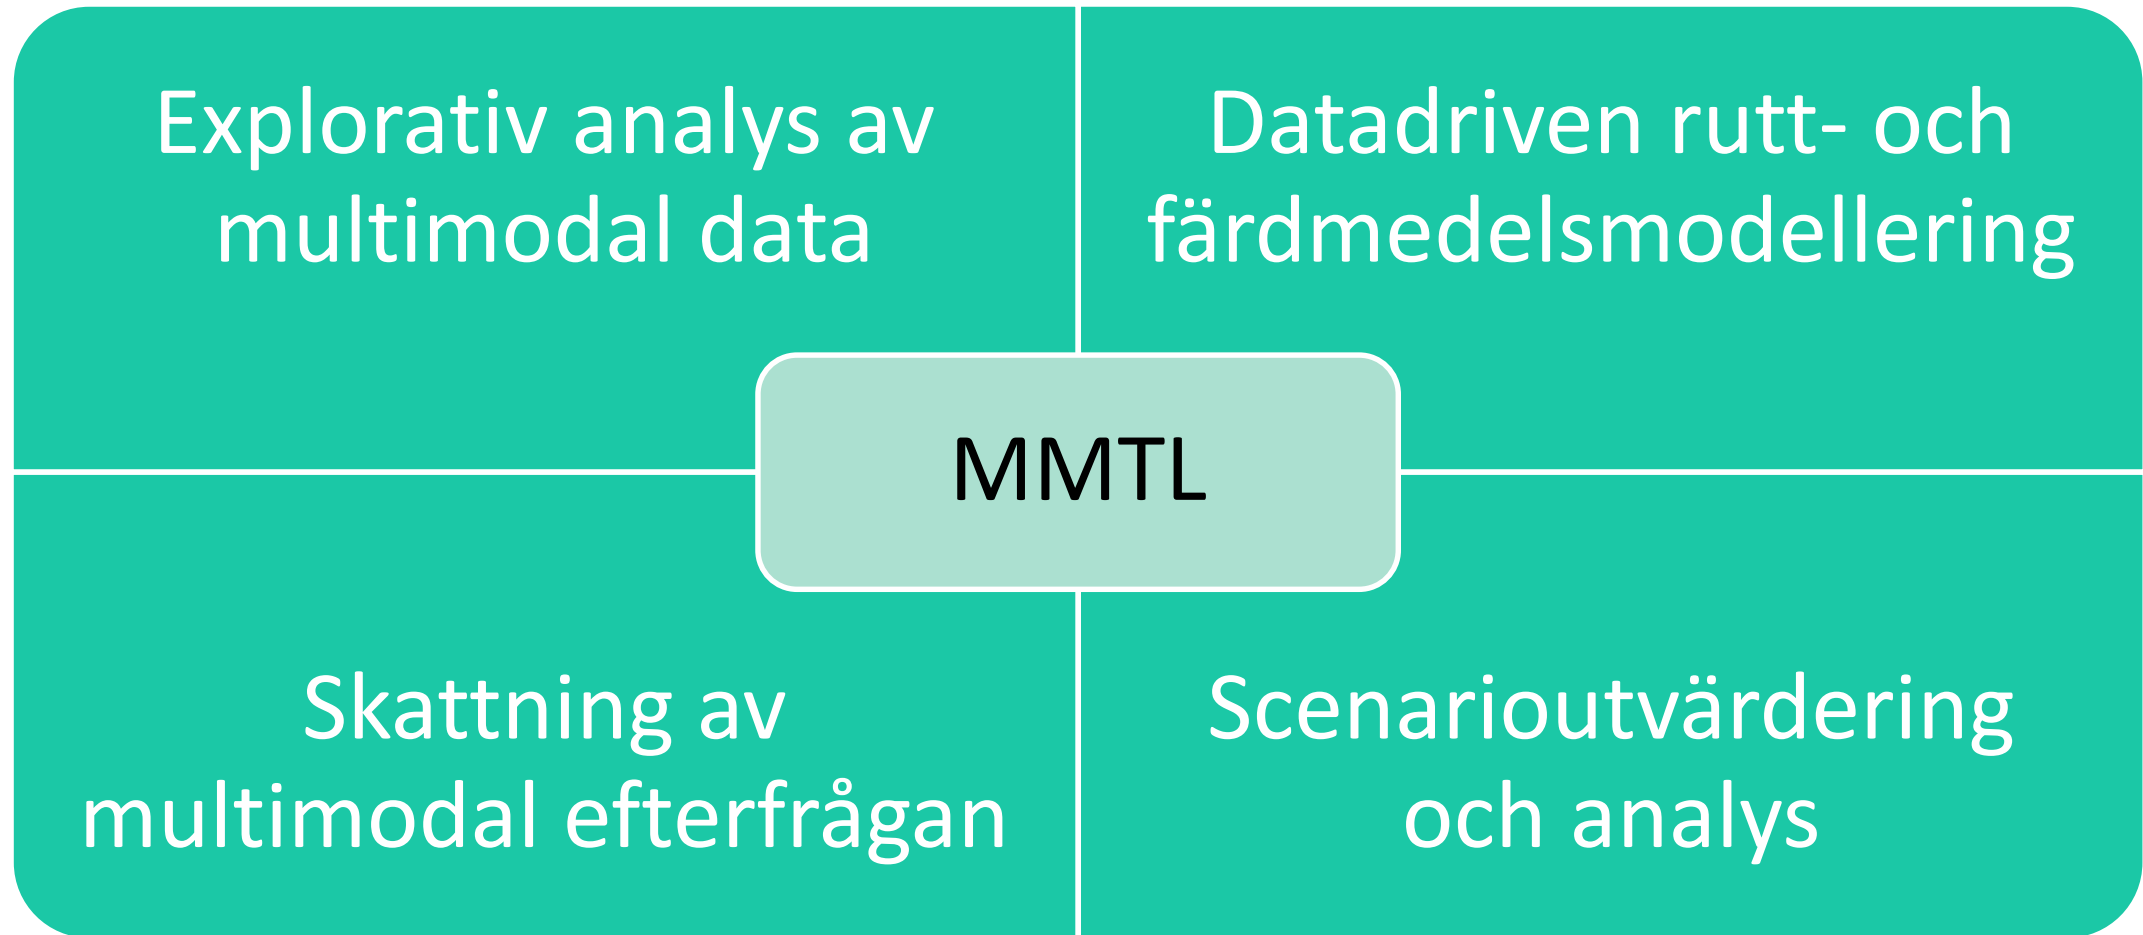 Explorativ analys av
multimodal data
Datadriven rutt- och
färdmedelsmodellering
MMTL
Skattning av
multimodal efterfrågan
Scenarioutvärdering
och analys